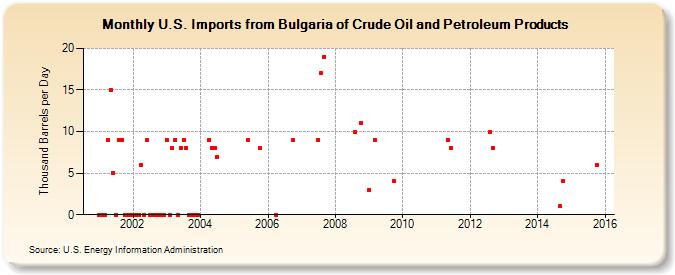 Monthly U.S. Imports from Bulgaria of Crude Oil and Petroleum Products
Thousand Barrels per Day
20
15
10
5
0
2002 2004 2006 2008 2010 2012 2014 2016
Source: U.S. Energy Information Administration